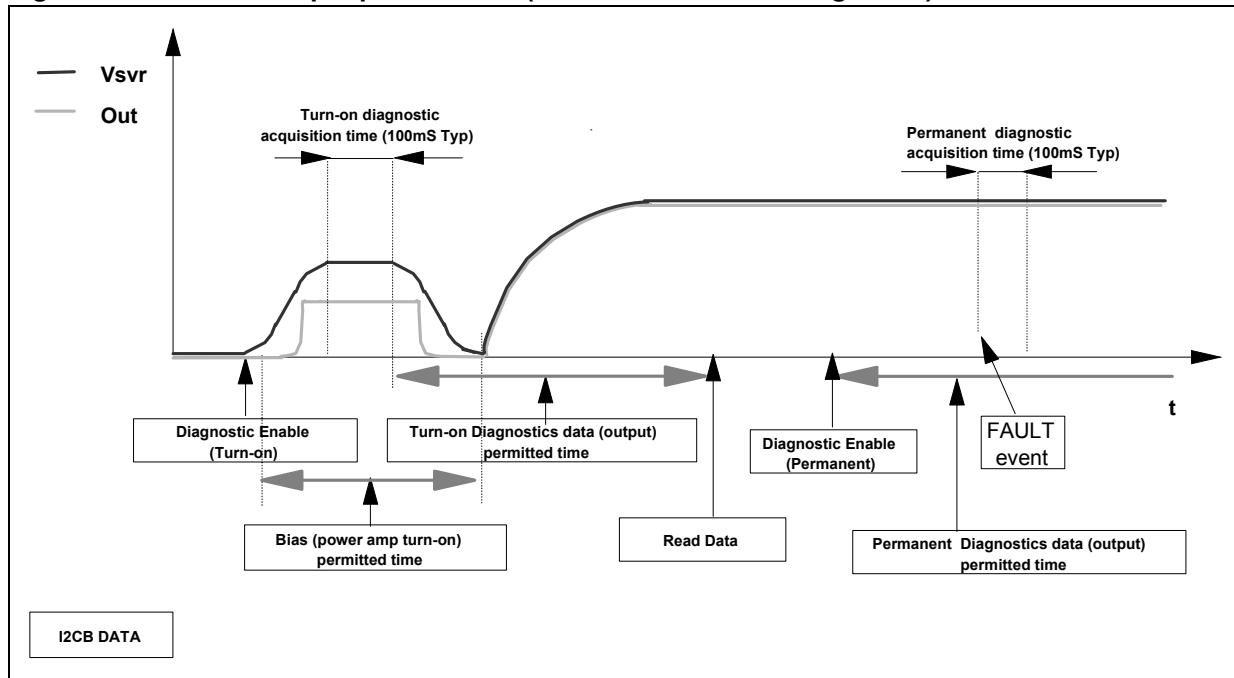 Vsvr
Out
Turn-on diagnostic
acquisition time (100mS Typ)
Permanent diagnostic
acquisition time (100mS Typ)
t
Diagnostic Enable
(Turn-on)
Turn-on Diagnostics data (output)
permitted time
Diagnostic Enable
(Permanent)
FAULT
event
Bias (power amp turn-on)
permitted time
Read Data
Permanent Diagnostics data (output)
permitted time
I2CB DATA